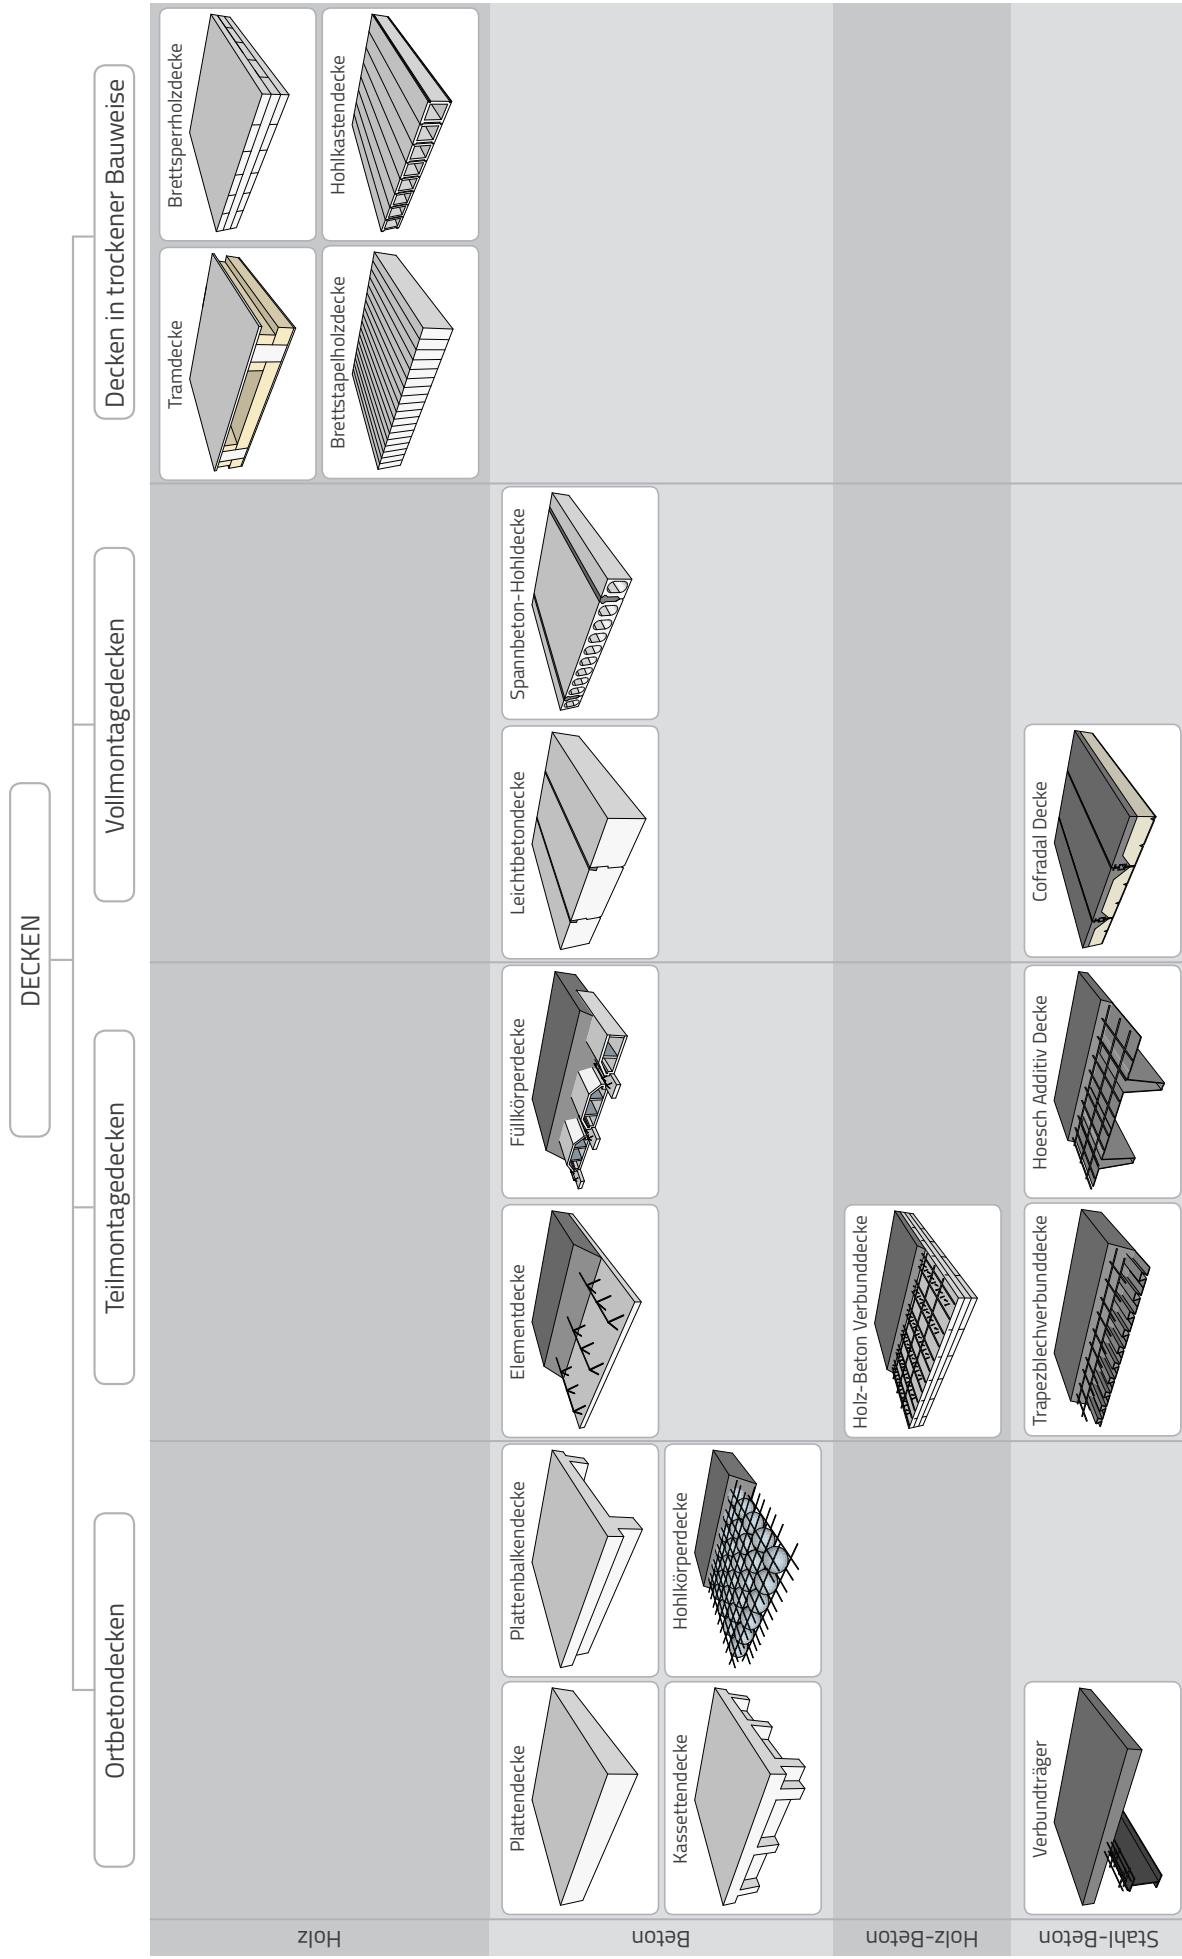 DECKEN
Ortbetondecken
Teilmontagedecken
Vollmontagedecken
Decken in trockener Bauweise
Holz
Tramdecke
Brettsperrholzdecke
Brettstapelholzdecke
Hohlkastendecke
Beton
Plattendecke
Plattenbalkendecke
Elementdecke
Füllkörperdecke
Leichtbetondecke
Spannbeton-Hohldecke
Kassettendecke
Hohlkörperdecke
Holz-Beton
Holz-Beton Verbunddecke
Stahl-Beton
Verbundträger
Trapezblechverbunddecke
Hoesch Additiv Decke
Cofradal Decke